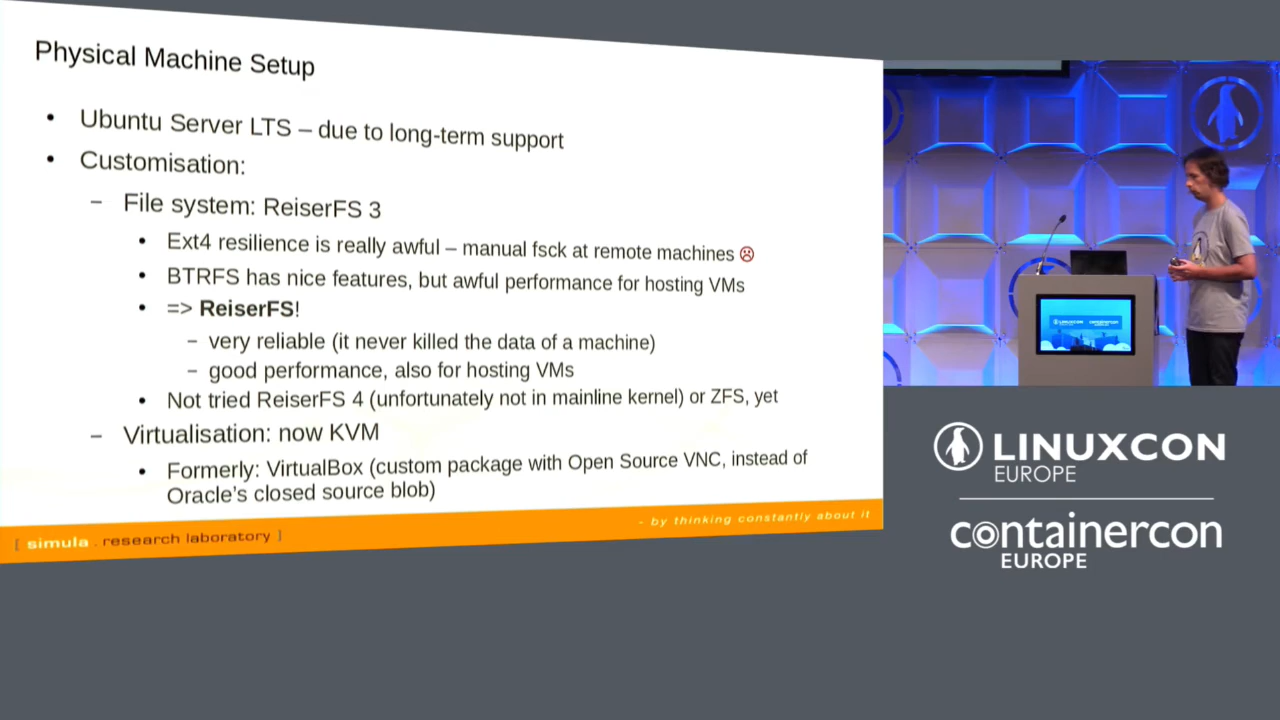 Physical Machine Setup
• Ubuntu Server LTS – due to long-term support
• Customisation:
– File system: ReiserFS 3
• Ext4 resilience is really awful – manual fsck at remote machines ☹
• BTRFS has nice features, but awful performance for hosting VMs
• => ReiserFS!
– very reliable (it never killed the data of a machine)
– good performance, also for hosting VMs
• Not tried ReiserFS 4 (unfortunately not in mainline kernel) or ZFS, yet
– Virtualisation: now KVM
• Formerly: VirtualBox (custom package with Open Source VNC, instead of
Oracle's closed source blob)
[ simula . research laboratory ]
- by thinking constantly about it
LINUXCON
EUROPE
containercon
EUROPE